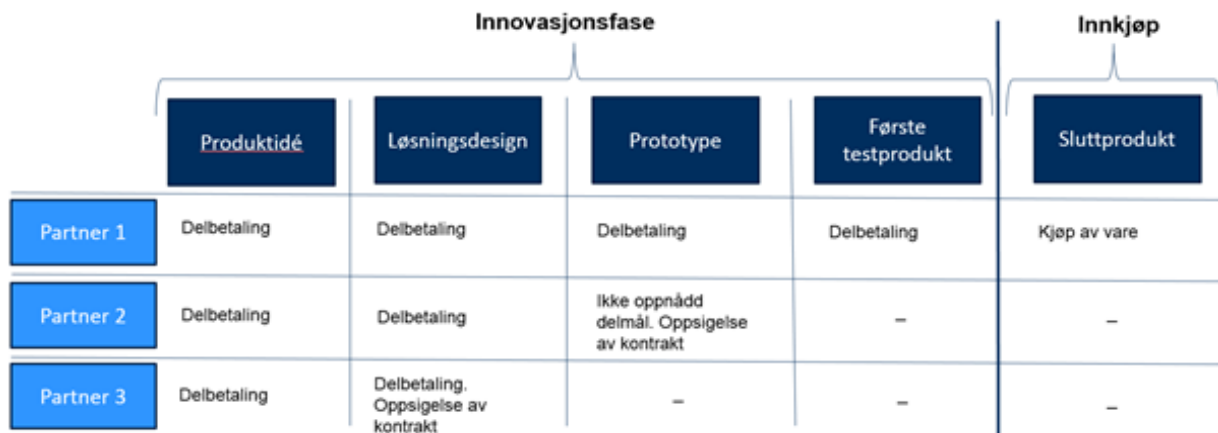 Innovasjonsfase
Innkjøp
Produktidé
Løsningsdesign
Prototype
Første
testprodukt
Sluttprodukt
Partner 1
Delbetaling
Delbetaling
Delbetaling
Delbetaling
Kjøp av vare
Partner 2
Delbetaling
Delbetaling
Ikke oppnådd
delmål. Oppsigelse
av kontrakt
–
–
Partner 3
Delbetaling
Delbetaling.
Oppsigelse av
kontrakt
–
–
–